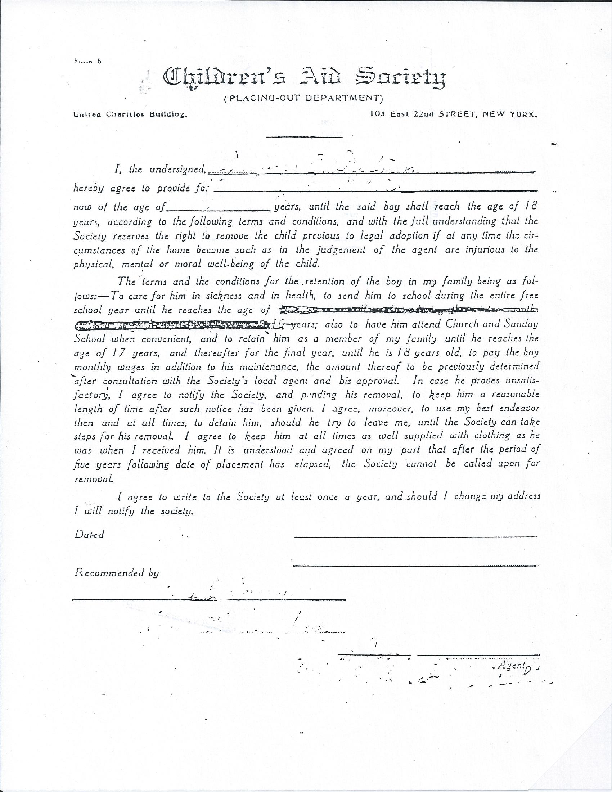 Children's Aid Society
(PLACING-OUT DEPARTMENT)
United Charities Building.
105 East 22nd STREET, NEW YORK.
I, the undersigned,
hereby agree to provide for
now of the age of years, until the said boy shall reach the age of 18
years, according to the following terms and conditions, and with the full understanding that the
Society reserves the right to remove the child previous to legal adoption if at any time the cir-
cumstances of the home become such as in the judgement of the agent are injurious to the
physical, mental or moral well-being of the child.
The terms and the conditions for the retention of the boy in my family being as fol-
lows:—To care for him in sickness and in health, to send him to school during the entire free
school year until he reaches the age of
years; also to have him attend Church and Sunday
School when convenient, and to retain him as a member of my family until he reaches the
age of 17 years, and thereafter for the final year, until he is 18 years old, to pay the boy
monthly wages in addition to his maintenance, the amount thereof to be previously determined
after consultation with the Society's local agent and his approval. In case he proves unsatis-
factory, I agree to notify the Society, and pending his removal, to keep him a reasonable
length of time after such notice has been given. I agree, moreover, to use my best endeavor
then and at all times, to detain him, should he try to leave me, until the Society can take
steps for his removal. I agree to keep him at all times as well supplied with clothing as he
was when I received him. It is understood and agreed on my part that after the period of
five years following date of placement has elapsed, the Society cannot be called upon for
removal.
I agree to write to the Society at least once a year, and should I change my address
I will notify the society.
Dated
Recommended by
Agent